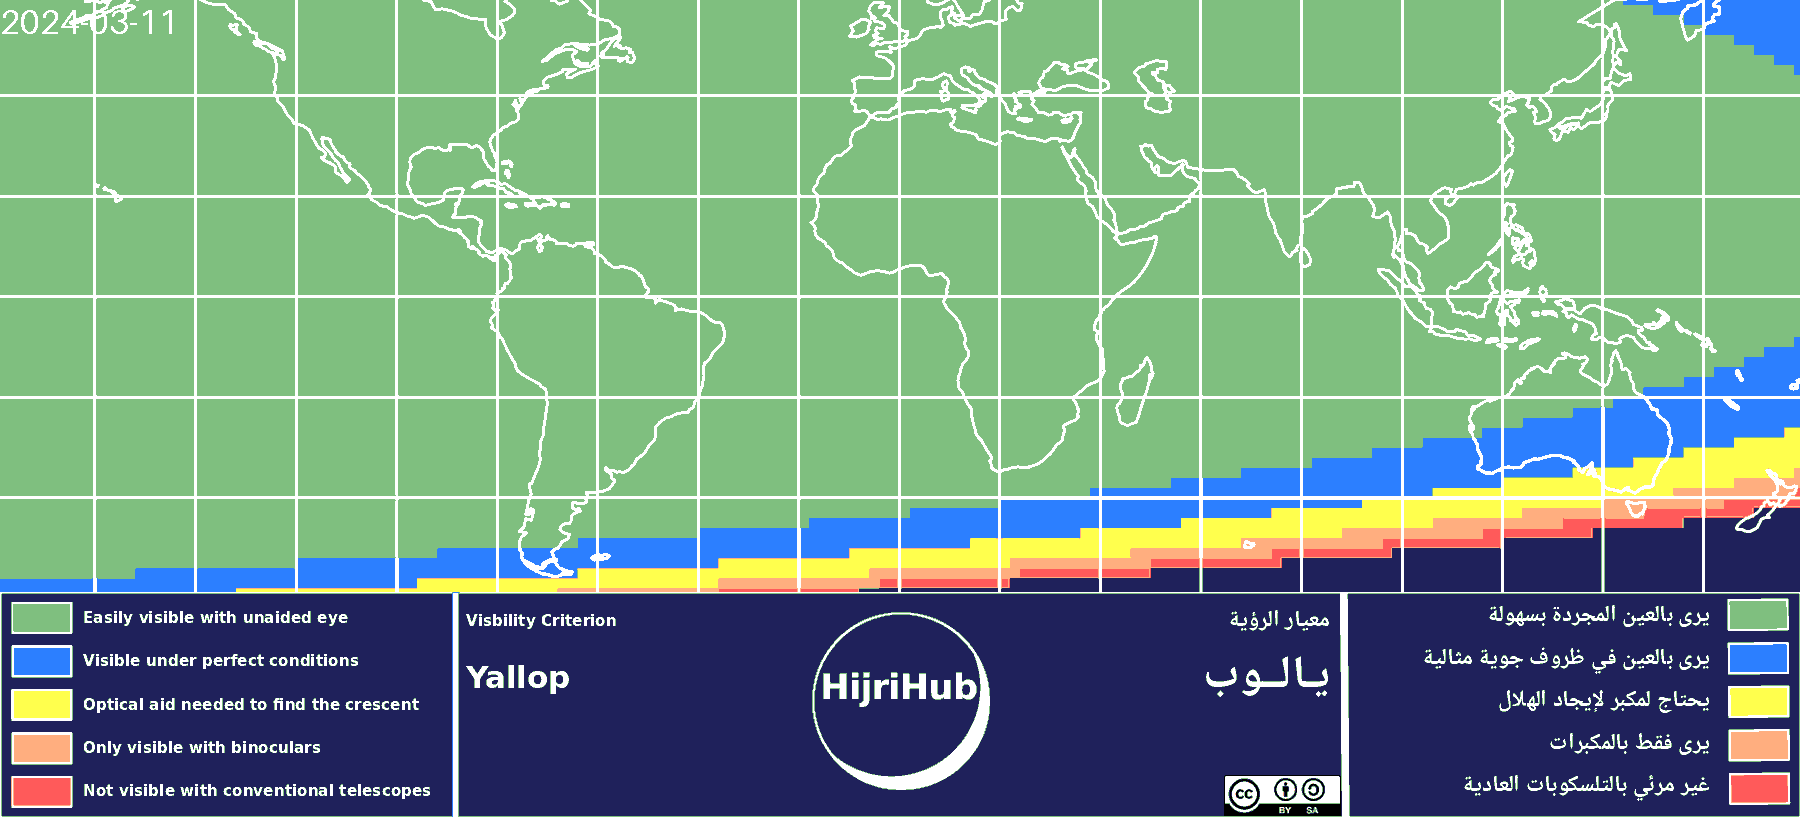 2024-03-11
Easily visible with unaided eye
Visible under perfect conditions
Optical aid needed to find the crescent
Only visible with binoculars
Not visible with conventional telescopes
Visbility Criterion
Yallop
HijriHub
معيار الرؤية
يـالـوب
cc
BY SA
يرى بالعين المجردة بسهولة
يرى بالعين في ظروف جوية مثالية
يحتاج لمكبر لإيجاد الهلال
يرى فقط بالمكبرات
غير مرئي بالتلسكوبات العادية